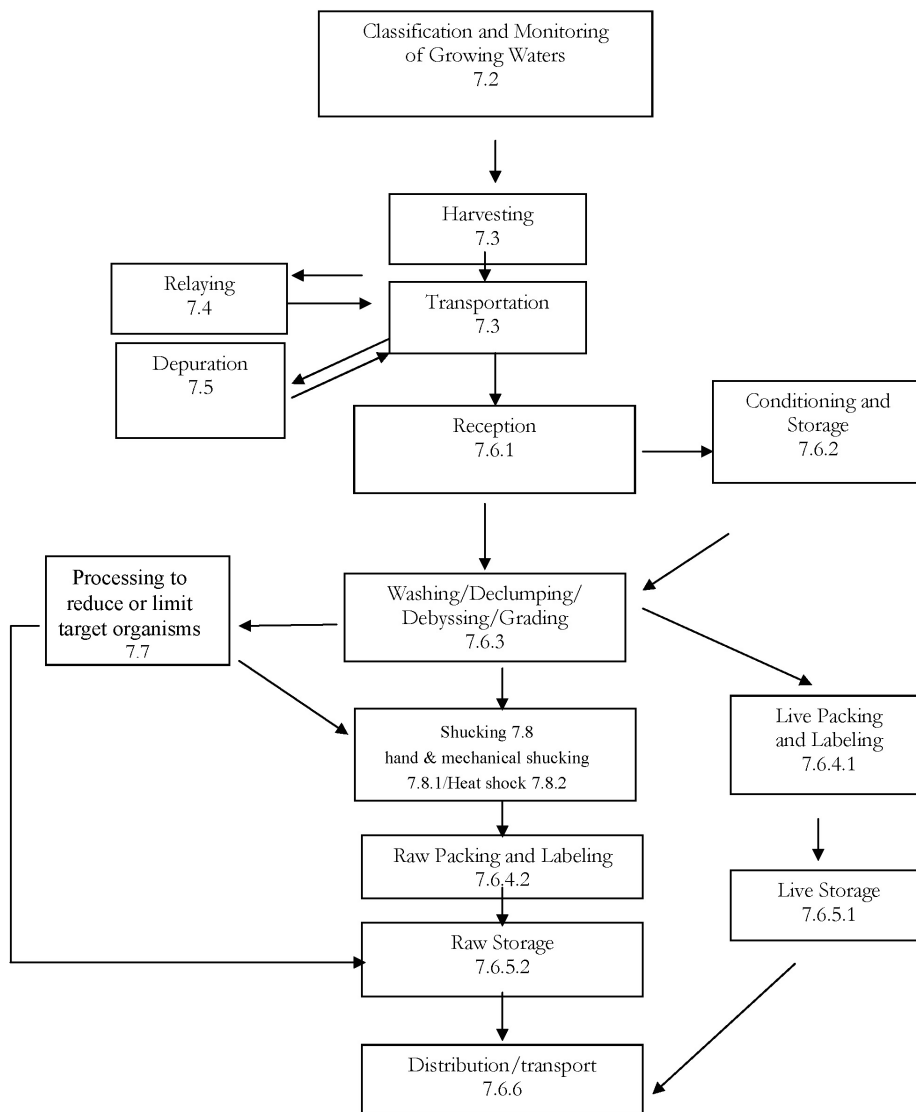 Classification and Monitoring
of Growing Waters
7.2
Harvesting
7.3
Relaying
7.4
Transportation
7.3
Depuration
7.5
Reception
7.6.1
Conditioning and
Storage
7.6.2
Processing to
reduce or limit
target organisms
7.7
Washing/Declumping/
Debyssing/Grading
7.6.3
Shucking 7.8
hand & mechanical shucking
7.8.1/Heat shock 7.8.2
Live Packing
and Labeling
7.6.4.1
Raw Packing and Labeling
7.6.4.2
Live Storage
7.6.5.1
Raw Storage
7.6.5.2
Distribution/transport
7.6.6